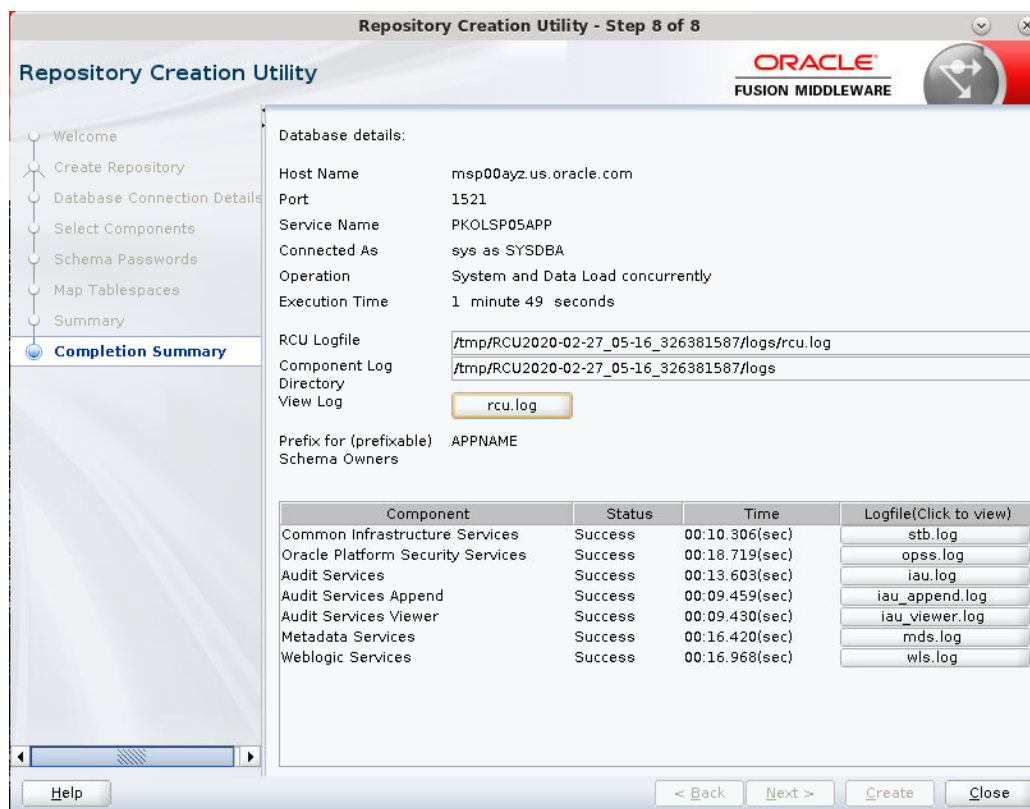 Repository Creation Utility - Step 8 of 8
Repository Creation Utility
ORACLE
FUSION MIDDLEWARE
Welcome
Create Repository
Database Connection Details
Select Components
Schema Passwords
Map Tablespaces
Summary
Completion Summary
Database details:
Host Name msp00ayz.us.oracle.com
Port 1521
Service Name PKOLSP05APP
Connected As sys as SYSDBA
Operation System and Data Load concurrently
Execution Time 1 minute 49 seconds
RCU Logfile /tmp/RCU2020-02-27_05-16_326381587/logs/rcu.log
Component Log /tmp/RCU2020-02-27_05-16_326381587/logs
Directory
View Log rcu.log
Prefix for (prefixable) APPNAME
Schema Owners
Component Status Time Logfile(Click to view)
Common Infrastructure Services Success 00:10.306(sec) stb.log
Oracle Platform Security Services Success 00:18.719(sec) opss.log
Audit Services Success 00:13.603(sec) iau.log
Audit Services Append Success 00:09.459(sec) iau_append.log
Audit Services Viewer Success 00:09.430(sec) iau_viewer.log
Metadata Services Success 00:16.420(sec) mds.log
Weblogic Services Success 00:16.968(sec) wls.log
Help < Back Next > Create Close